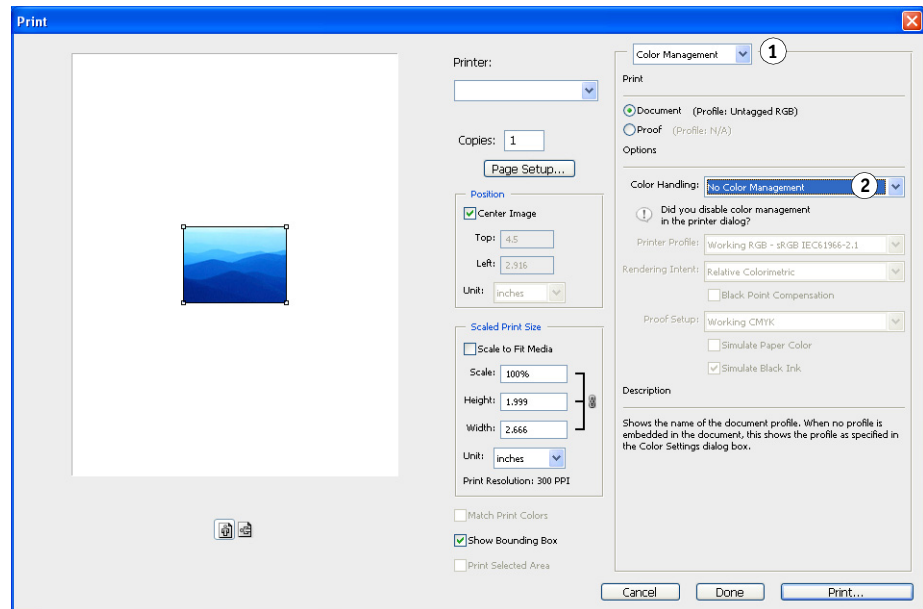 Print
Printer:
Copies: 1
Page Setup...
Position
Center Image
Top: 4.5
Left: 2.916
Unit: inches
Scaled Print Size
Scale to Fit Media
Scale: 100%
Height: 1.999
Width: 2.666
Unit: inches
Print Resolution: 300 PPI
Match Print Colors
Show Bounding Box
Print Selected Area
Color Management 1
Print
Document (Profile: Untagged RGB)
Proof (Profile: N/A)
Options
Color Handling: No Color Management 2
Did you disable color management
in the printer dialog?
Printer Profile: Working RGB - sRGB IEC61966-2.1
Rendering Intent: Relative Colorimetric
Black Point Compensation
Proof Setup: Working CMYK
Simulate Paper Color
Simulate Black Ink
Description
Shows the name of the document profile. When no profile is
embedded in the document, this shows the profile as specified in
the Color Settings dialog box.
Cancel Done Print...